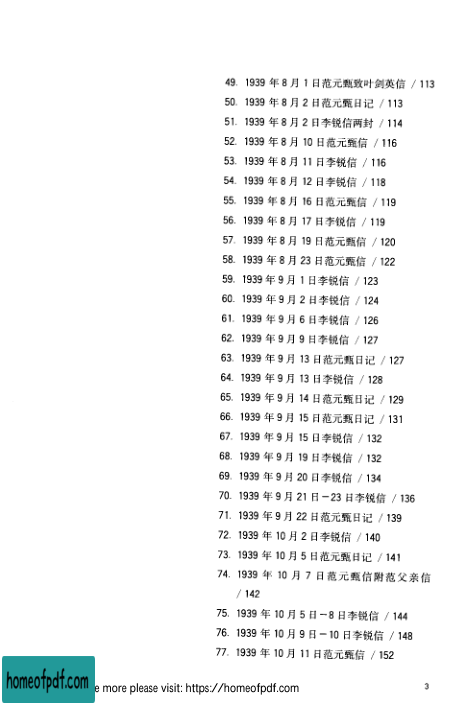 49. 1939 年 8 月 1 日范元甄致叶剑英信 / 113
50. 1939 年 8 月 2 日范元甄日记 / 113
51. 1939 年 8 月 2 日李锐信两封 / 114
52. 1939 年 8 月 10 日范元甄信 / 116
53. 1939 年 8 月 11 日李锐信 / 116
54. 1939 年 8 月 12 日李锐信 / 118
55. 1939 年 8 月 16 日范元甄信 / 119
56. 1939 年 8 月 17 日李锐信 / 119
57. 1939 年 8 月 19 日范元甄信 / 120
58. 1939 年 8 月 23 日范元甄信 / 122
59. 1939 年 9 月 1 日李锐信 / 123
60. 1939 年 9 月 2 日李锐信 / 124
61. 1939 年 9 月 6 日李锐信 / 126
62. 1939 年 9 月 9 日李锐信 / 127
63. 1939 年 9 月 13 日范元甄日记 / 127
64. 1939 年 9 月 13 日李锐信 / 128
65. 1939 年 9 月 14 日范元甄日记 / 129
66. 1939 年 9 月 15 日范元甄日记 / 131
67. 1939 年 9 月 15 日李锐信 / 132
68. 1939 年 9 月 19 日李锐信 / 132
69. 1939 年 9 月 20 日李锐信 / 134
70. 1939 年 9 月 21 日－23 日李锐信 / 136
71. 1939 年 9 月 22 日范元甄日记 / 139
72. 1939 年 10 月 2 日李锐信 / 140
73. 1939 年 10 月 5 日范元甄日记 / 141
74. 1939 年 10 月 7 日范元甄信附范父亲信
/ 142
75. 1939 年 10 月 5 日－8 日李锐信 / 144
76. 1939 年 10 月 9 日－10 日李锐信 / 148
77. 1939 年 10 月 11 日范元甄信 / 152
homeofpdf.com
e more please visit: https://homeofpdf.com
3